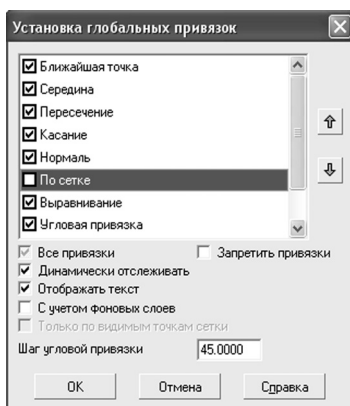 Установка глобальных привязок
Ближайшая точка
Середина
Пересечение
Касание
Нормаль
По сетке
Выравнивание
Угловая привязка
Все привязки Запретить привязки
Динамически отслеживать
Отображать текст
С учетом фоновых слоев
Только по видимым точкам сетки
Шаг угловой привязки 45.0000
OK Отмена Справка